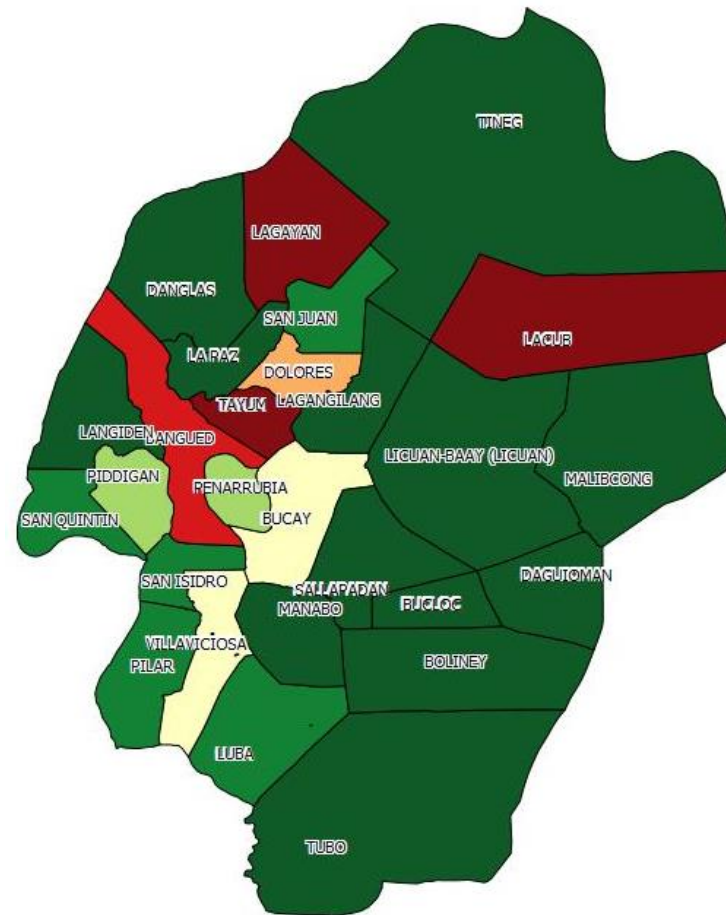 TINEG
LAGAYAN
DANGLAS
SAN JUAN
LACUB
LA PAZ
DOLORES
TAYUM
LAGANGILANG
LANGIDEN
BANGUED
LICUAN-BAAY (LICUAN)
PIDDIGAN
MALIBCONG
PENARRUBIA
SAN QUINTIN
BUCAY
DAGUIOMAN
SAN ISIDRO
SALLAPADAN
MANABO
BUCLOC
VILLAVICIOSA
PILAR
BOLINEY
LUBA
TUBO